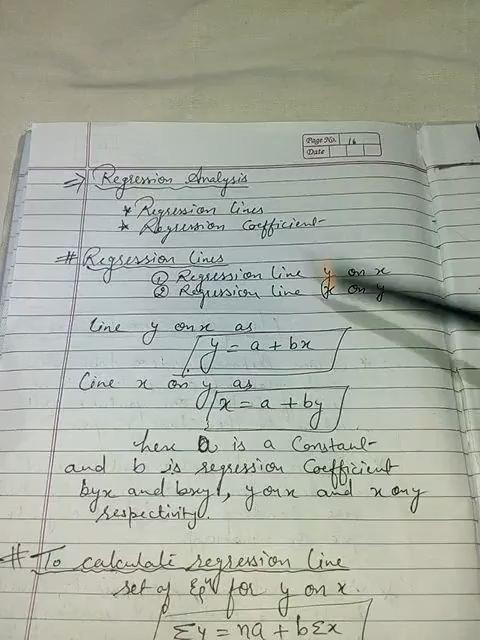 Page No. 16
Date
⇒ Regression Analysis
* Regression lines
* Regression Coefficient
# Regression Lines
① Regression line y on x
② Regression line x on y
Line y on x as
y = a + bx
Line x on y as
x = a + by
here a is a Constant
and b is regression Coefficient
byx and bxy, y on x and x on y
respectivity.
# To calculate regression line
set of Eqn for y on x.
Σy = na + bΣx